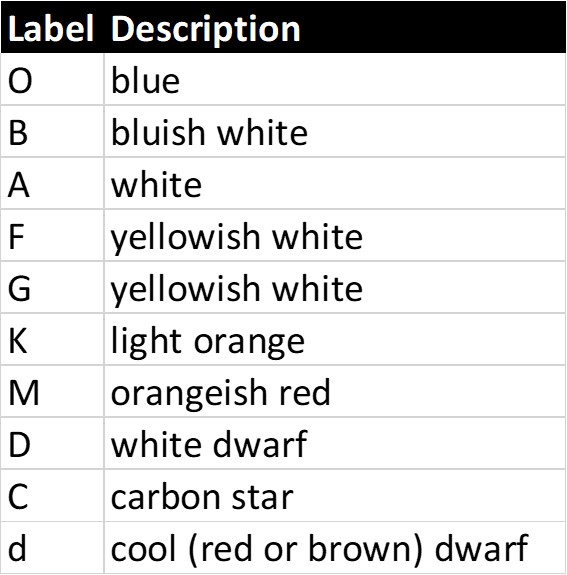 Label Description
O blue
B bluish white
A white
F yellowish white
G yellowish white
K light orange
M orangeish red
D white dwarf
C carbon star
d cool (red or brown) dwarf